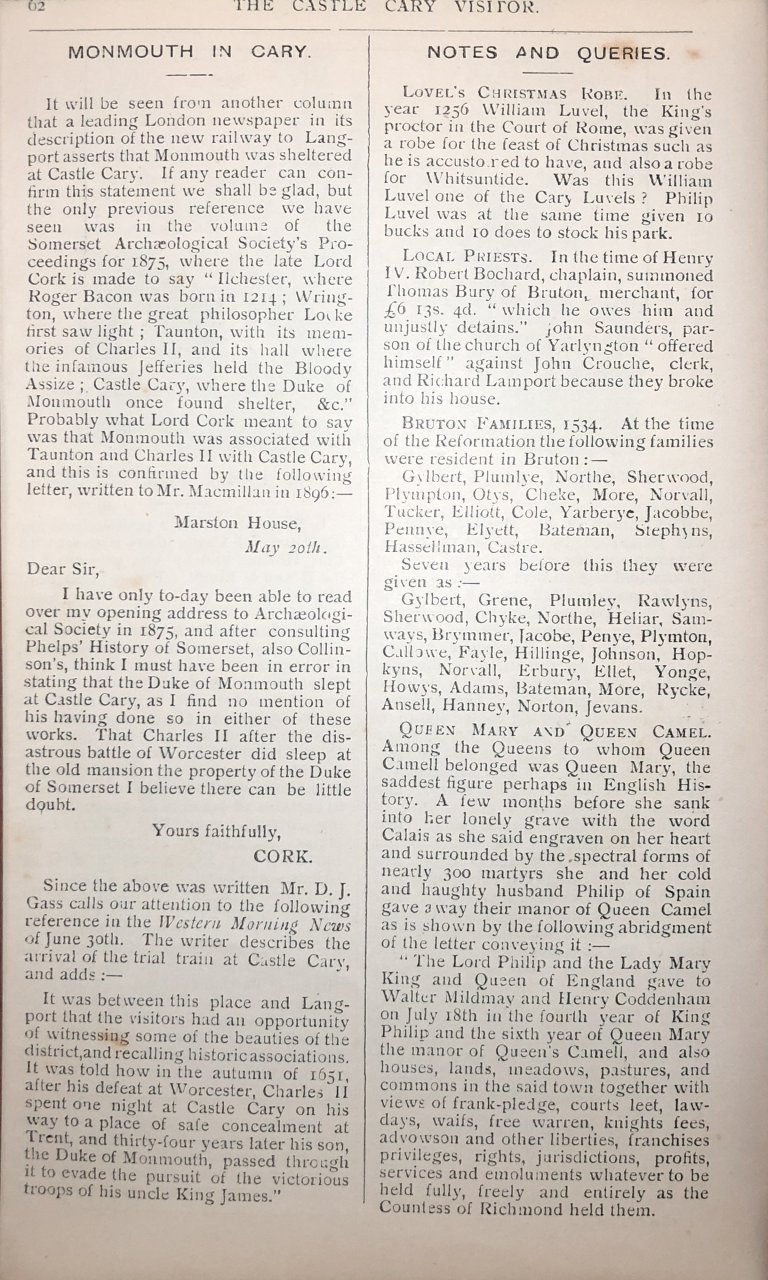 62
THE CASTLE CARY VISITOR.
MONMOUTH IN CARY.
It will be seen from another column
that a leading London newspaper in its
description of the new railway to Lang-
port asserts that Monmouth was sheltered
at Castle Cary. If any reader can con-
firm this statement we shall be glad, but
the only previous reference we have
seen was in the volume of the
Somerset Archæological Society's Pro-
ceedings for 1875, where the late Lord
Cork is made to say “ Ilchester, where
Roger Bacon was born in 1214 ; Wring-
ton, where the great philosopher Locke
first saw light ; Taunton, with its mem-
ories of Charles II, and its hall where
the infamous Jefferies held the Bloody
Assize ; Castle Cary, where the Duke of
Monmouth once found shelter, &c.”
Probably what Lord Cork meant to say
was that Monmouth was associated with
Taunton and Charles II with Castle Cary,
and this is confirmed by the following
letter, written to Mr. Macmillan in 1896:—
Marston House,
May 20th.
Dear Sir,
I have only to-day been able to read
over my opening address to Archæologi-
cal Society in 1875, and after consulting
Phelps' History of Somerset, also Collin-
son's, think I must have been in error in
stating that the Duke of Monmouth slept
at Castle Cary, as I find no mention of
his having done so in either of these
works. That Charles II after the dis-
astrous battle of Worcester did sleep at
the old mansion the property of the Duke
of Somerset I believe there can be little
doubt.
Yours faithfully,
CORK.
Since the above was written Mr. D. J.
Gass calls our attention to the following
reference in the Western Morning News
of June 30th. The writer describes the
arrival of the trial train at Castle Cary,
and adds :—
It was between this place and Lang-
port that the visitors had an opportunity
of witnessing some of the beauties of the
district,and recalling historic associations.
It was told how in the autumn of 1651,
after his defeat at Worcester, Charles II
spent one night at Castle Cary on his
way to a place of safe concealment at
Trent, and thirty-four years later his son,
the Duke of Monmouth, passed through
it to evade the pursuit of the victorious
troops of his uncle King James.”
NOTES AND QUERIES.
LOVEL'S CHRISTMAS ROBE. In the
year 1256 William Luvel, the King's
proctor in the Court of Rome, was given
a robe for the feast of Christmas such as
he is accusto.red to have, and also a robe
for Whitsuntide. Was this William
Luvel one of the Cary Luvels ? Philip
Luvel was at the same time given 10
bucks and 10 does to stock his park.
LOCAL PRIESTS. In the time of Henry
IV. Robert Bochard, chaplain, summoned
Thomas Bury of Bruton, merchant, for
£6 13s. 4d. “ which he owes him and
unjustly detains.” John Saunders, par-
son of the church of Yarlyngton “ offered
himself ” against John Crouche, clerk,
and Richard Lamport because they broke
into his house.
BRUTON FAMILIES, 1534. At the time
of the Reformation the following families
were resident in Bruton :—
Gylbert, Plumlye, Northe, Sherwood,
Plympton, Otys, Cheke, More, Norvall,
Tucker, Elliott, Cole, Yarberye, Jacobbe,
Pennye, Elyett, Bateman, Stephyns,
Hassellman, Castre.
Seven years before this they were
given as :—
Gylbert, Grene, Plumley, Rawlyns,
Sherwood, Chyke, Northe, Heliar, Sam-
ways, Brymmer, Jacobe, Penye, Plymton,
Callowe, Fayle, Hillinge, Johnson, Hop-
kyns, Norvall, Erbury, Ellet, Yonge,
Howys, Adams, Bateman, More, Rycke,
Ansell, Hanney, Norton, Jevans.
QUEEN MARY AND QUEEN CAMEL.
Among the Queens to whom Queen
Camell belonged was Queen Mary, the
saddest figure perhaps in English His-
tory. A few months before she sank
into her lonely grave with the word
Calais as she said engraven on her heart
and surrounded by the spectral forms of
nearly 300 martyrs she and her cold
and haughty husband Philip of Spain
gave away their manor of Queen Camel
as is shown by the following abridgment
of the letter conveying it :—
“ The Lord Philip and the Lady Mary
King and Queen of England gave to
Walter Mildmay and Henry Coddenham
on July 18th in the fourth year of King
Philip and the sixth year of Queen Mary
the manor of Queen's Camell, and also
houses, lands, meadows, pastures, and
commons in the said town together with
views of frank-pledge, courts leet, law-
days, waifs, free warren, knights fees,
advowson and other liberties, franchises
privileges, rights, jurisdictions, profits,
services and emoluments whatever to be
held fully, freely and entirely as the
Countess of Richmond held them.